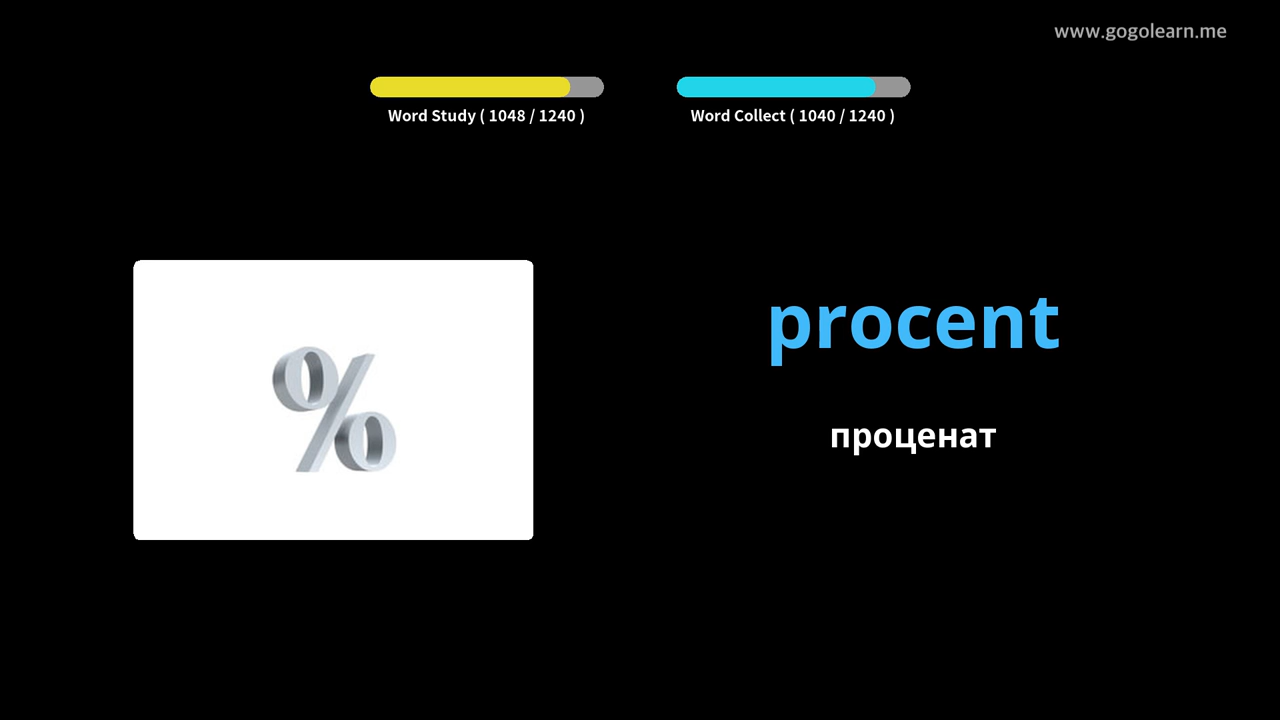 www.gogolearn.me
Word Study ( 1048 / 1240 )
Word Collect ( 1040 / 1240 )
%
procent
проценат